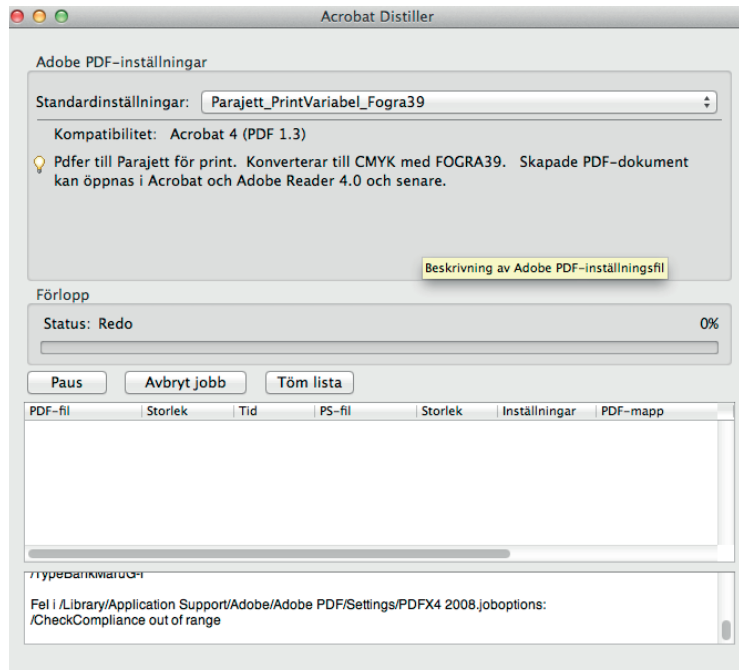 Acrobat Distiller
Adobe PDF-inställningar
Standardinställningar: Parajett_PrintVariabel_Fogra39
Kompatibilitet: Acrobat 4 (PDF 1.3)
Pdfer till Parajett för print. Konverterar till CMYK med FOGRA39. Skapade PDF-dokument
kan öppnas i Acrobat och Adobe Reader 4.0 och senare.
Beskrivning av Adobe PDF-inställningsfil
Förlopp
Status: Redo 0%
Paus Avbryt jobb Töm lista
PDF-fil Storlek Tid PS-fil Storlek Inställningar PDF-mapp
Fel i /Library/Application Support/Adobe/Adobe PDF/Settings/PDFX4 2008.joboptions:
/CheckCompliance out of range